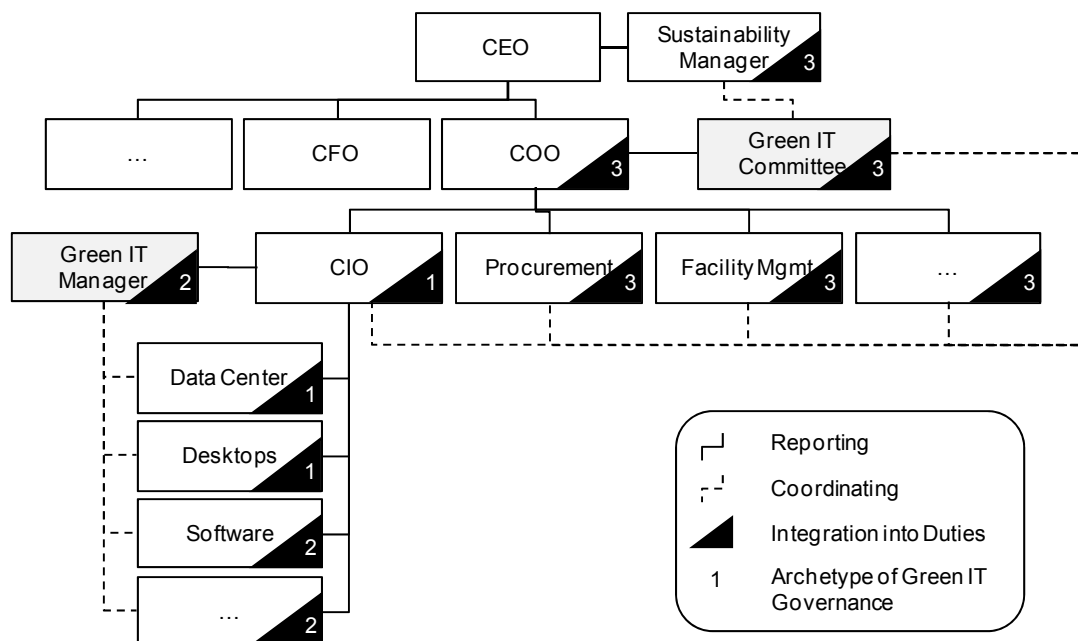 CEO
Sustainability
Manager
3
…
CFO
COO
3
Green IT
Committee
3
Green IT
Manager
2
CIO
1
Procurement
3
Facility Mgmt
3
…
3
Data Center
1
Desktops
1
Software
2
…
2
Reporting
Coordinating
Integration into Duties
1
Archetype of Green IT
Governance